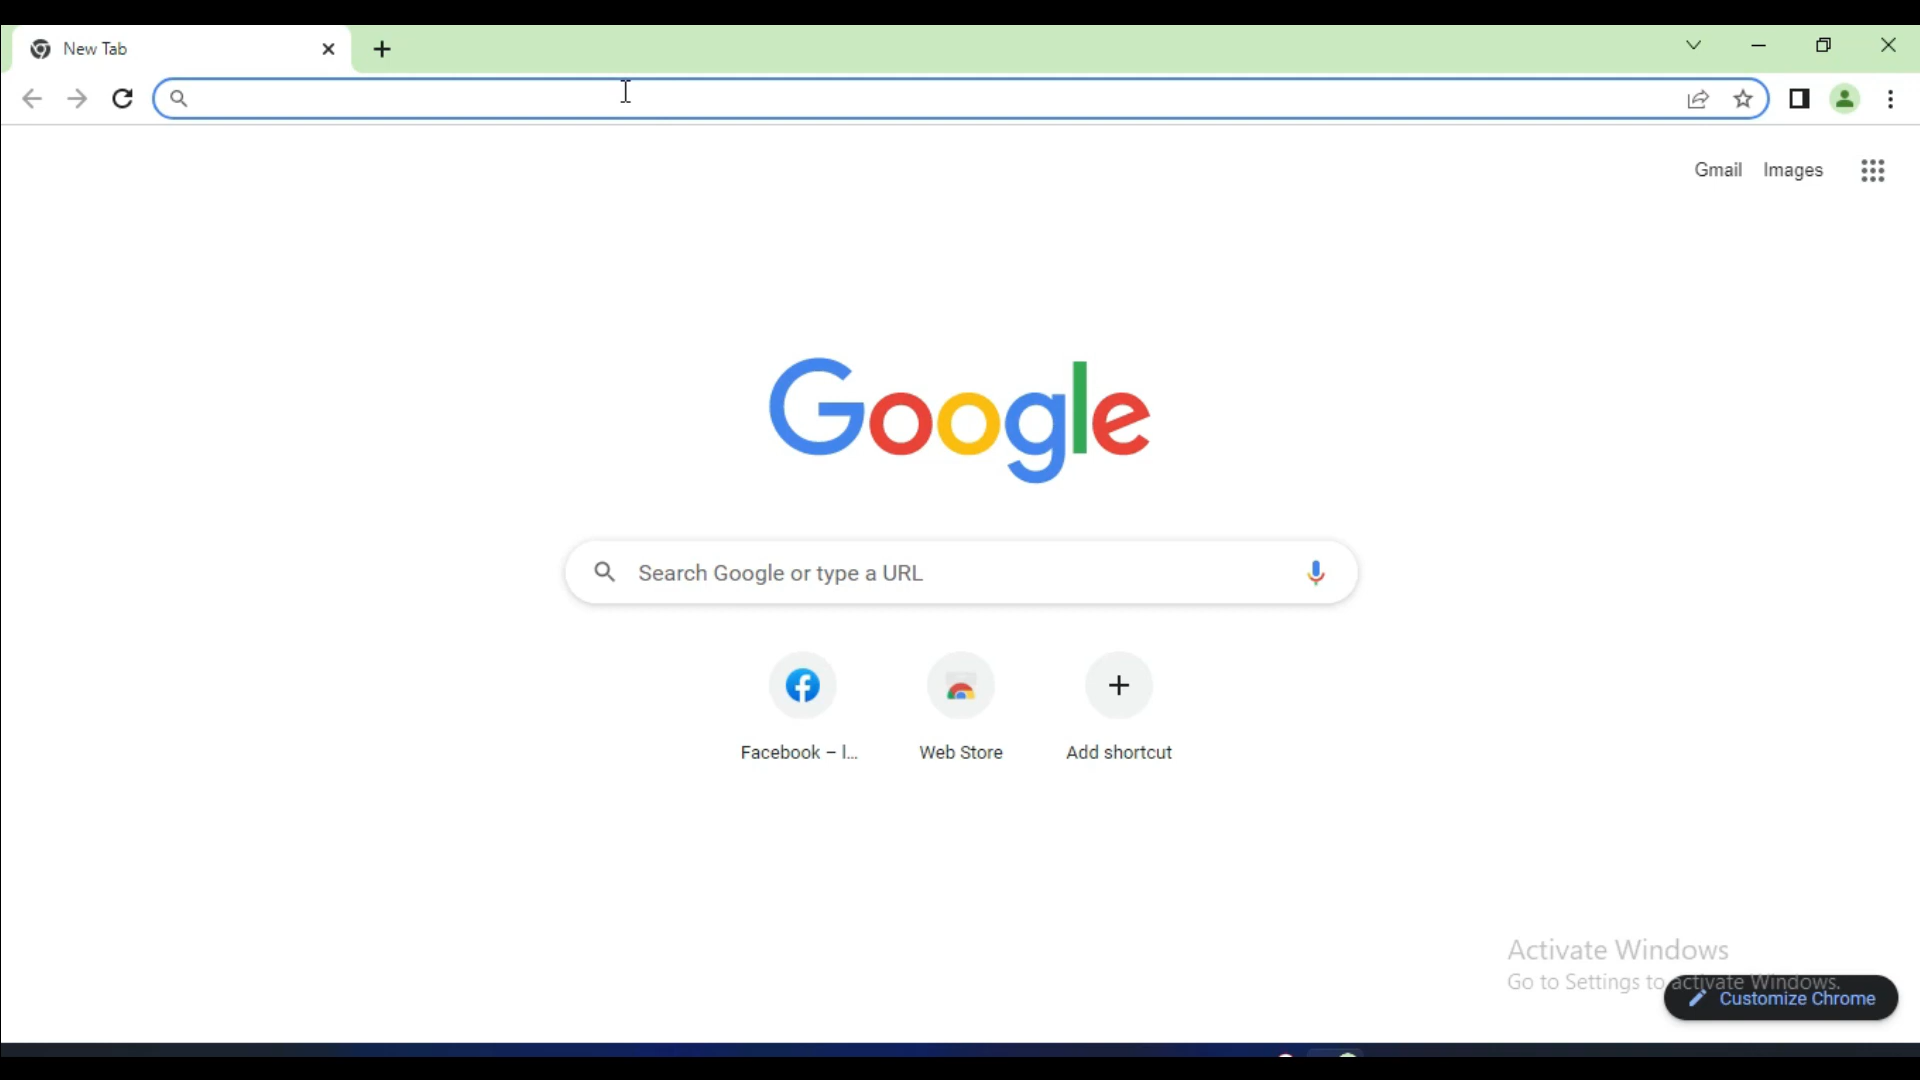 New Tab
Gmail Images
Google
Search Google or type a URL
Facebook – l... Web Store Add shortcut
Activate Windows
Go to Settings to activate Windows.
Customize Chrome